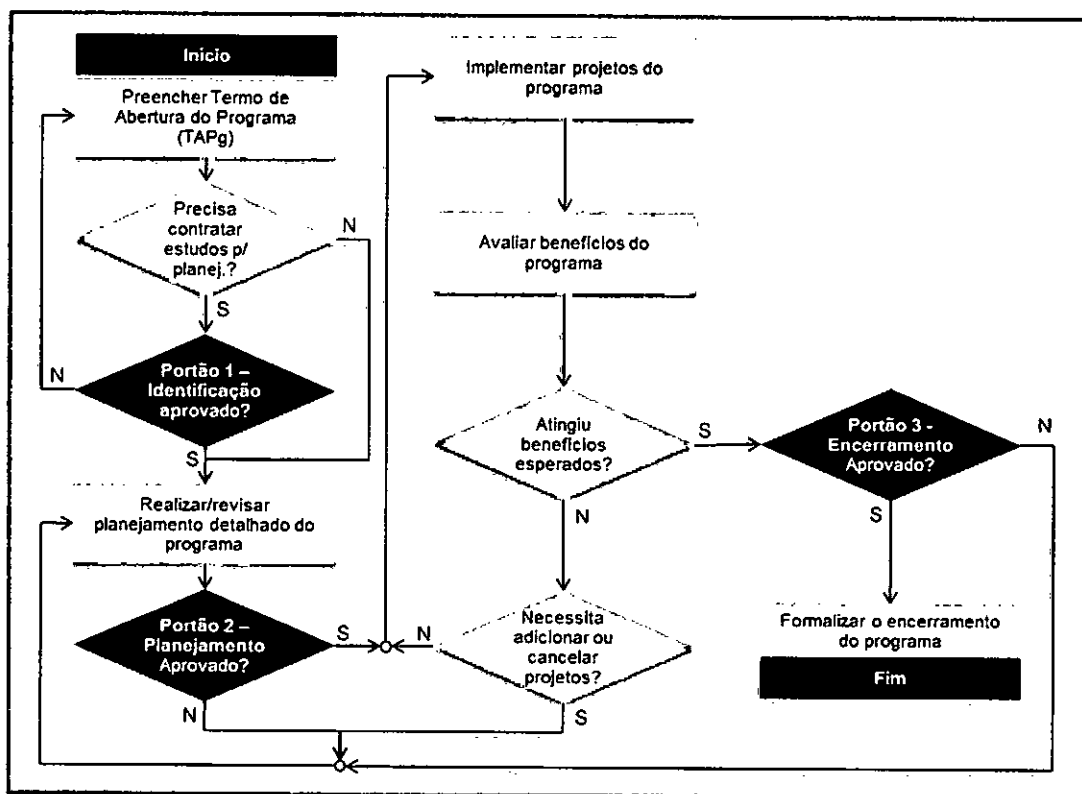 Início
Preencher Termo de
Abertura do Programa
(TAPg)
Precisa
contratar
estudos p/
planej.?
N
S
Portão 1 –
Identificação
aprovado?
N
S
Realizar/revisar
planejamento detalhado do
programa
Portão 2 –
Planejamento
Aprovado?
S
N
Implementar projetos do
programa
Avaliar benefícios do
programa
Atingiu
benefícios
esperados?
S
N
Necessita
adicionar ou
cancelar
projetos?
N
S
Portão 3 -
Encerramento
Aprovado?
N
S
Formalizar o encerramento
do programa
Fim